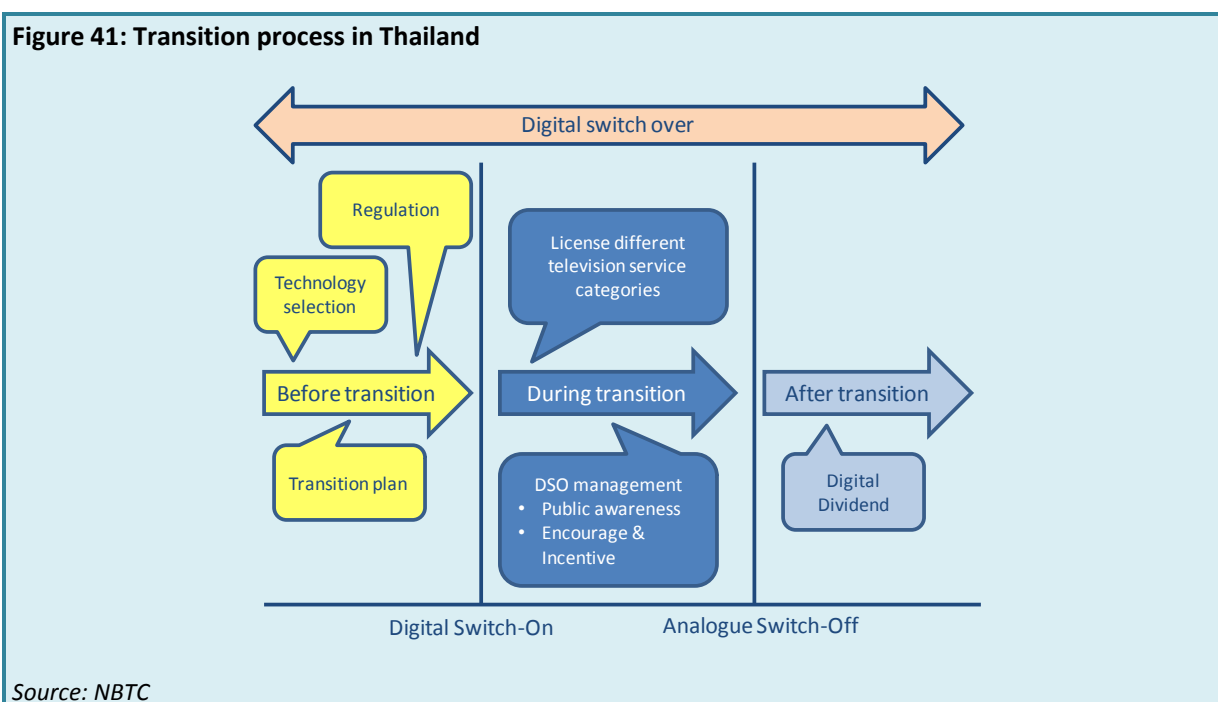 Figure 41: Transition process in Thailand
Digital switch over
Regulation
Technology
selection
License different
television service
categories
Before transition
During transition
After transition
Transition plan
DSO management
• Public awareness
• Encourage &
Incentive
Digital
Dividend
Digital Switch-On
Analogue Switch-Off
Source: NBTC